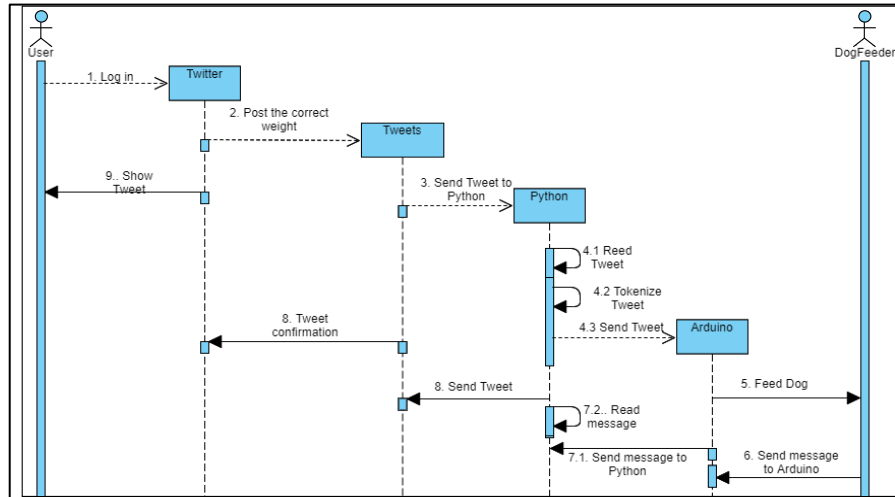 User
DogFeeder
1. Log in
Twitter
2. Post the correct
weight
Tweets
9.. Show
Tweet
3. Send Tweet to
Python
Python
4.1 Reed
Tweet
4.2 Tokenize
Tweet
8. Tweet
confirmation
4.3 Send Tweet
Arduino
8. Send Tweet
5. Feed Dog
7.2.. Read
message
7.1. Send message to
Python
6. Send message
to Arduino